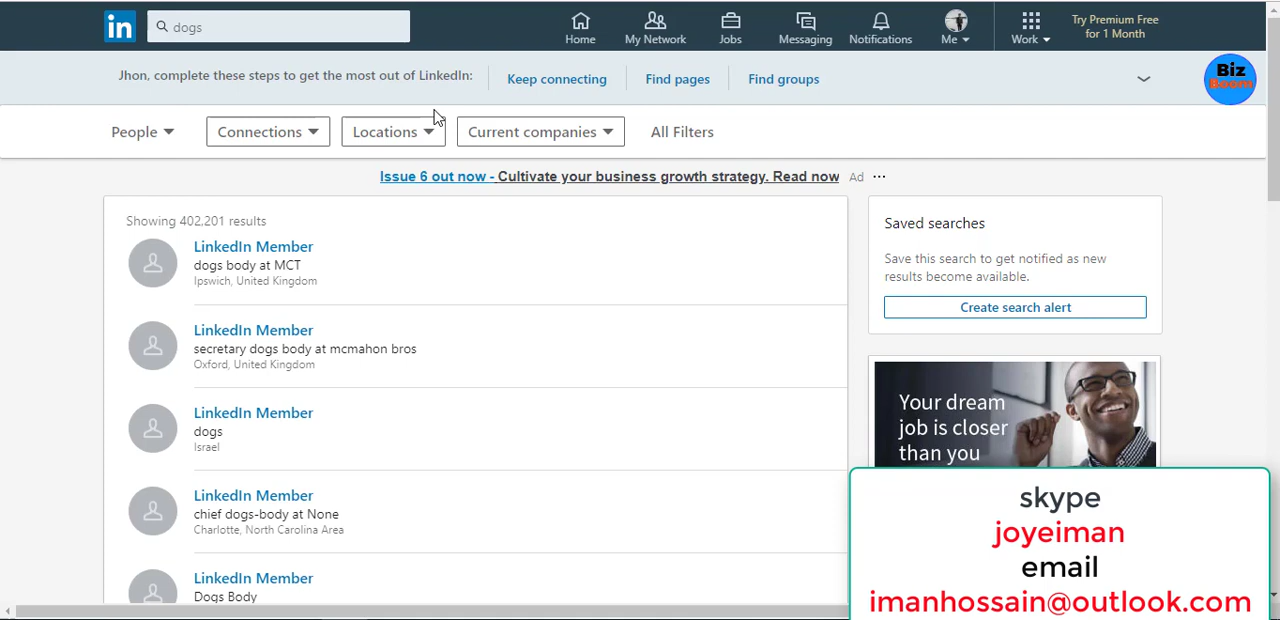 in
dogs
Home
My Network
Jobs
Messaging
Notifications
Me
Work
Try Premium Free
for 1 Month
Jhon, complete these steps to get the most out of LinkedIn:
Keep connecting
Find pages
Find groups
Biz
Boom
People
Connections
Locations
Current companies
All Filters
Issue 6 out now - Cultivate your business growth strategy. Read now
Ad ···
Showing 402,201 results
LinkedIn Member
dogs body at MCT
Ipswich, United Kingdom
LinkedIn Member
secretary dogs body at mcmahon bros
Oxford, United Kingdom
LinkedIn Member
dogs
Israel
LinkedIn Member
chief dogs-body at None
Charlotte, North Carolina Area
LinkedIn Member
Dogs Body
Saved searches
Save this search to get notified as new
results become available.
Create search alert
Your dream
job is closer
than you
skype
joyeiman
email
imanhossain@outlook.com